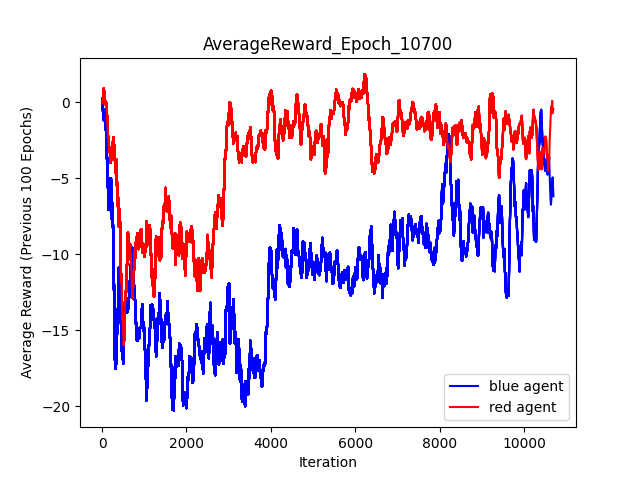 AverageReward_Epoch_10700
Average Reward (Previous 100 Epochs)
0
−5
−10
−15
−20
0
2000
4000
6000
8000
10000
Iteration
blue agent
red agent